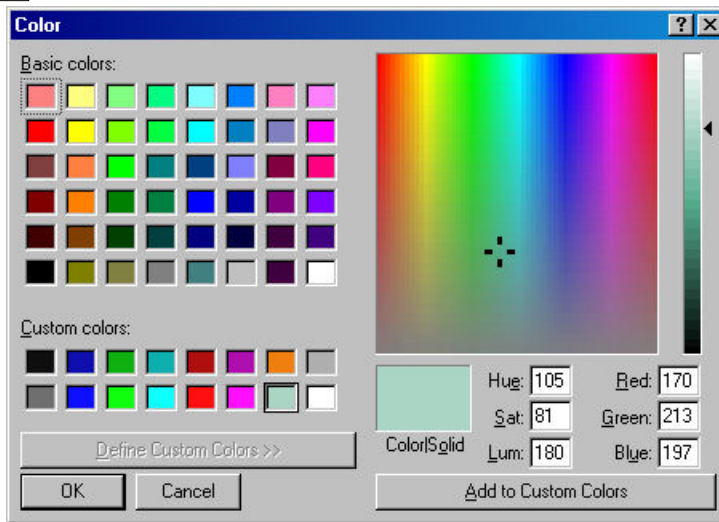 Color
Basic colors:
Custom colors:
Define Custom Colors >>
OK Cancel
Color|Solid
Hue: 105 Red: 170
Sat: 81 Green: 213
Lum: 180 Blue: 197
Add to Custom Colors